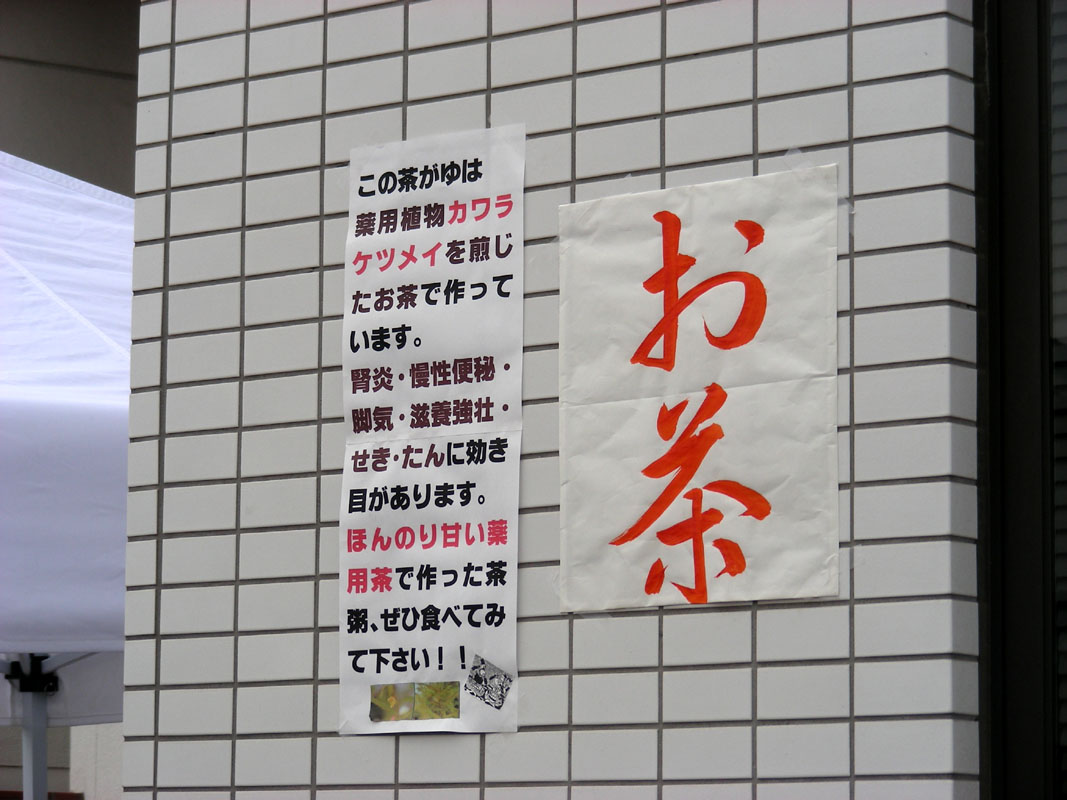 この茶がゆは
薬用植物カワラ
ケツメイを煎じ
たお茶で作って
います。
腎炎・慢性便秘・
脚気・滋養強壮・
せき・たんに効き
目があります。
ほんのり甘い薬
用茶で作った茶
粥、ぜひ食べてみ
て下さい！！
お茶